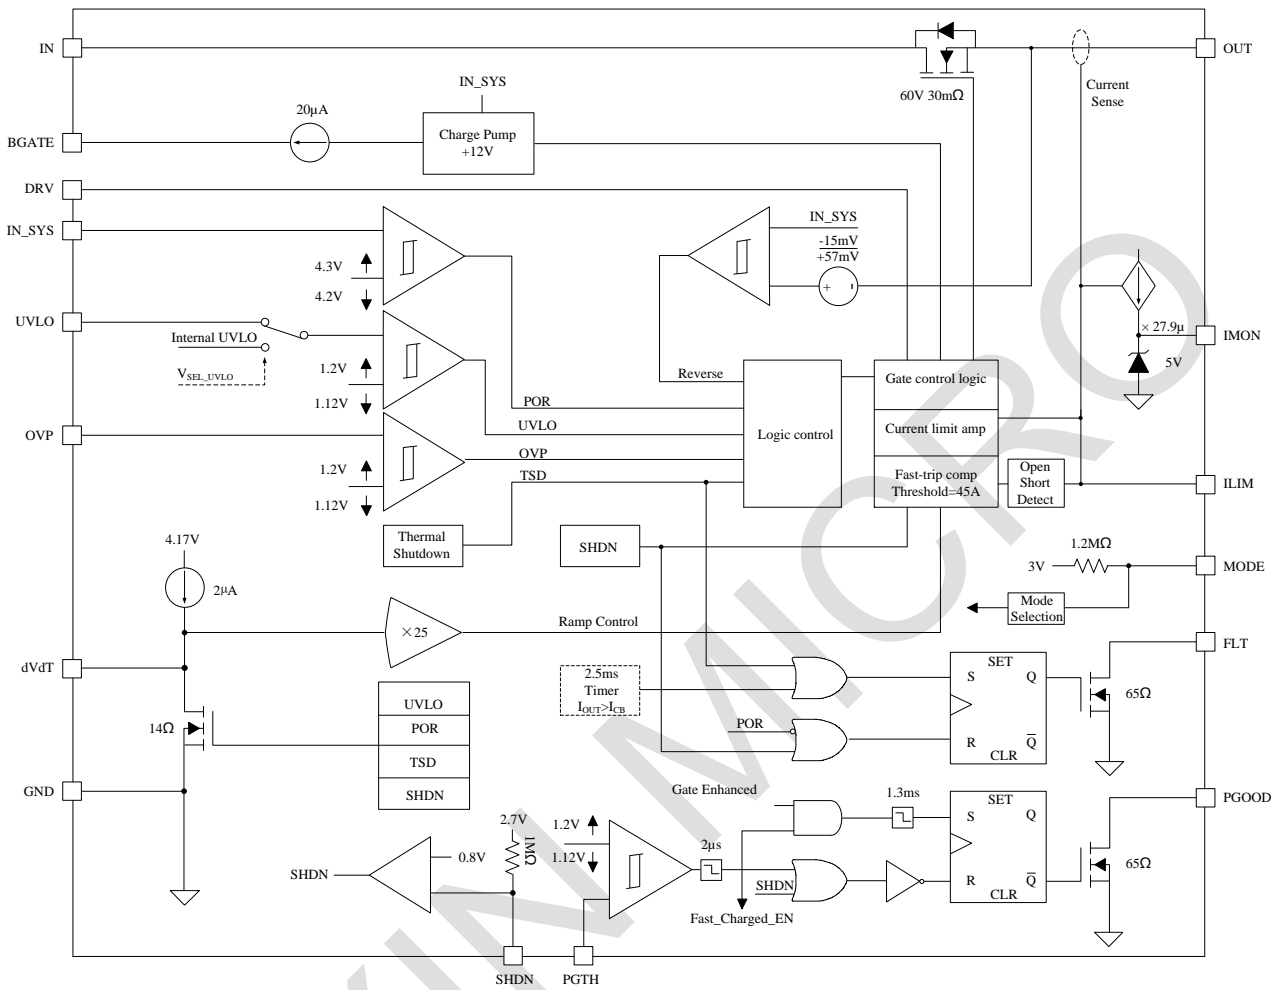 IN
OUT
IN_SYS
60V 30mΩ
Current
Sense
20µA
BGATE
Charge Pump
+12V
DRV
IN_SYS
IN_SYS
-15mV
+57mV
+
4.3V
4.2V
UVLO
Internal UVLO
V_SEL_UVLO
1.2V
1.12V
× 27.9µ
IMON
5V
Reverse
Gate control logic
POR
UVLO
OVP
TSD
Logic control
Current limit amp
Fast-trip comp
Threshold=45A
Open
Short
Detect
ILIM
OVP
1.2V
1.12V
Thermal
Shutdown
SHDN
4.17V
2µA
1.2MΩ
3V
MODE
Mode
Selection
×25
Ramp Control
FLT
dVdT
2.5ms
Timer
I_OUT>I_CB
SET
S
Q
R
Q̅
CLR
65Ω
UVLO
POR
TSD
SHDN
14Ω
POR
GND
Gate Enhanced
1.3ms
SET
S
Q
R
Q̅
CLR
65Ω
PGOOD
2.7V
1MΩ
0.8V
SHDN
1.2V
1.12V
2µs
SHDN
Fast_Charged_EN
SHDN
PGTH
KIN MICRO